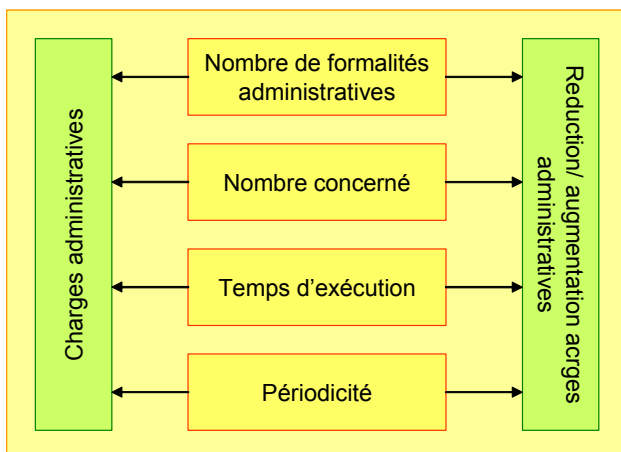 Charges administratives
Nombre de formalités
administratives
Nombre concerné
Temps d'exécution
Périodicité
Reduction/ augmentation acrges
administratives